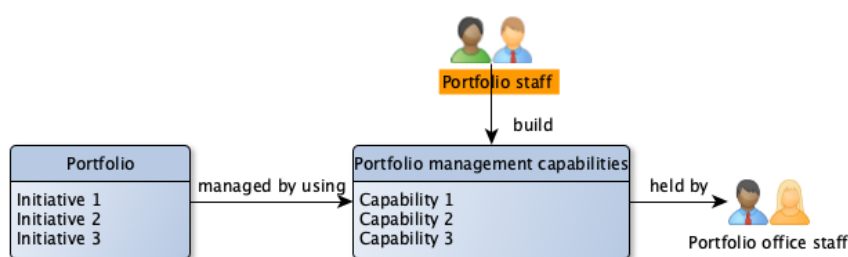 Portfolio staff
build
Portfolio
Initiative 1
Initiative 2
Initiative 3
managed by using
Portfolio management capabilities
Capability 1
Capability 2
Capability 3
held by
Portfolio office staff